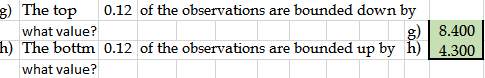 g) The top 0.12 of the observations are bounded down by
what value? g) 8.400
h) The bottm 0.12 of the observations are bounded up by h) 4.300
what value?